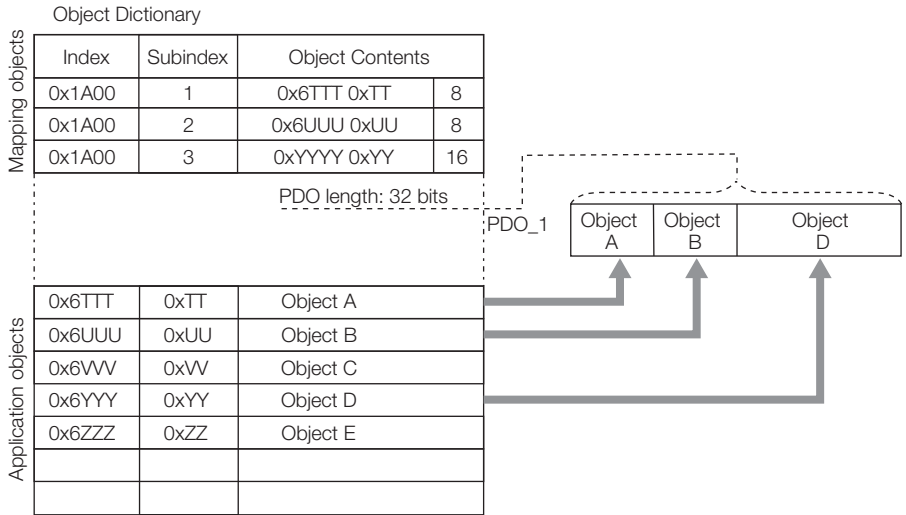 Object Dictionary
Mapping objects
Index Subindex Object Contents
0x1A00 1 0x6TTT 0xTT 8
0x1A00 2 0x6UUU 0xUU 8
0x1A00 3 0xYYYY 0xYY 16
PDO length: 32 bits
PDO_1
Object A
Object B
Object D
Application objects
0x6TTT 0xTT Object A
0x6UUU 0xUU Object B
0x6VVV 0xVV Object C
0x6YYY 0xYY Object D
0x6ZZZ 0xZZ Object E